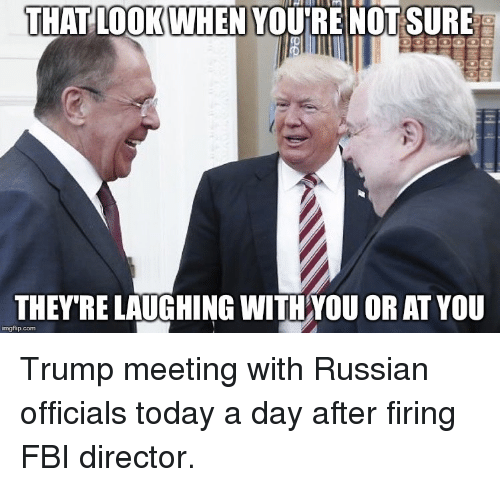 THAT LOOK WHEN YOU'RE NOT SURE
THEY'RE LAUGHING WITH YOU OR AT YOU
imgflip.com
Trump meeting with Russian
officials today a day after firing
FBI director.